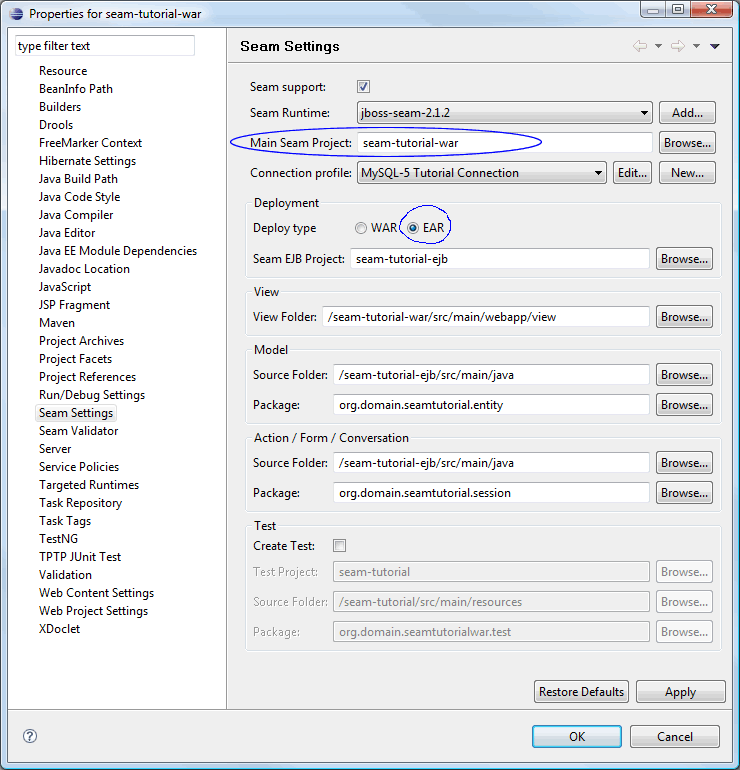 Properties for seam-tutorial-war
type filter text
Resource
BeanInfo Path
Builders
Drools
FreeMarker Context
Hibernate Settings
Java Build Path
Java Code Style
Java Compiler
Java Editor
Java EE Module Dependencies
Javadoc Location
JavaScript
JSP Fragment
Maven
Project Archives
Project Facets
Project References
Run/Debug Settings
Seam Settings
Seam Validator
Server
Service Policies
Targeted Runtimes
Task Repository
Task Tags
TestNG
TPTP JUnit Test
Validation
Web Content Settings
Web Project Settings
XDoclet
Seam Settings
Seam support:
Seam Runtime: jboss-seam-2.1.2 Add...
Main Seam Project: seam-tutorial-war Browse...
Connection profile: MySQL-5 Tutorial Connection Edit... New...
Deployment
Deploy type WAR EAR
Seam EJB Project: seam-tutorial-ejb Browse...
View
View Folder: /seam-tutorial-war/src/main/webapp/view Browse...
Model
Source Folder: /seam-tutorial-ejb/src/main/java Browse...
Package: org.domain.seamtutorial.entity Browse...
Action / Form / Conversation
Source Folder: /seam-tutorial-ejb/src/main/java Browse...
Package: org.domain.seamtutorial.session Browse...
Test
Create Test:
Test Project: seam-tutorial Browse...
Source Folder: /seam-tutorial/src/main/resources Browse...
Package: org.domain.seamtutorialwar.test Browse...
Restore Defaults Apply
? OK Cancel